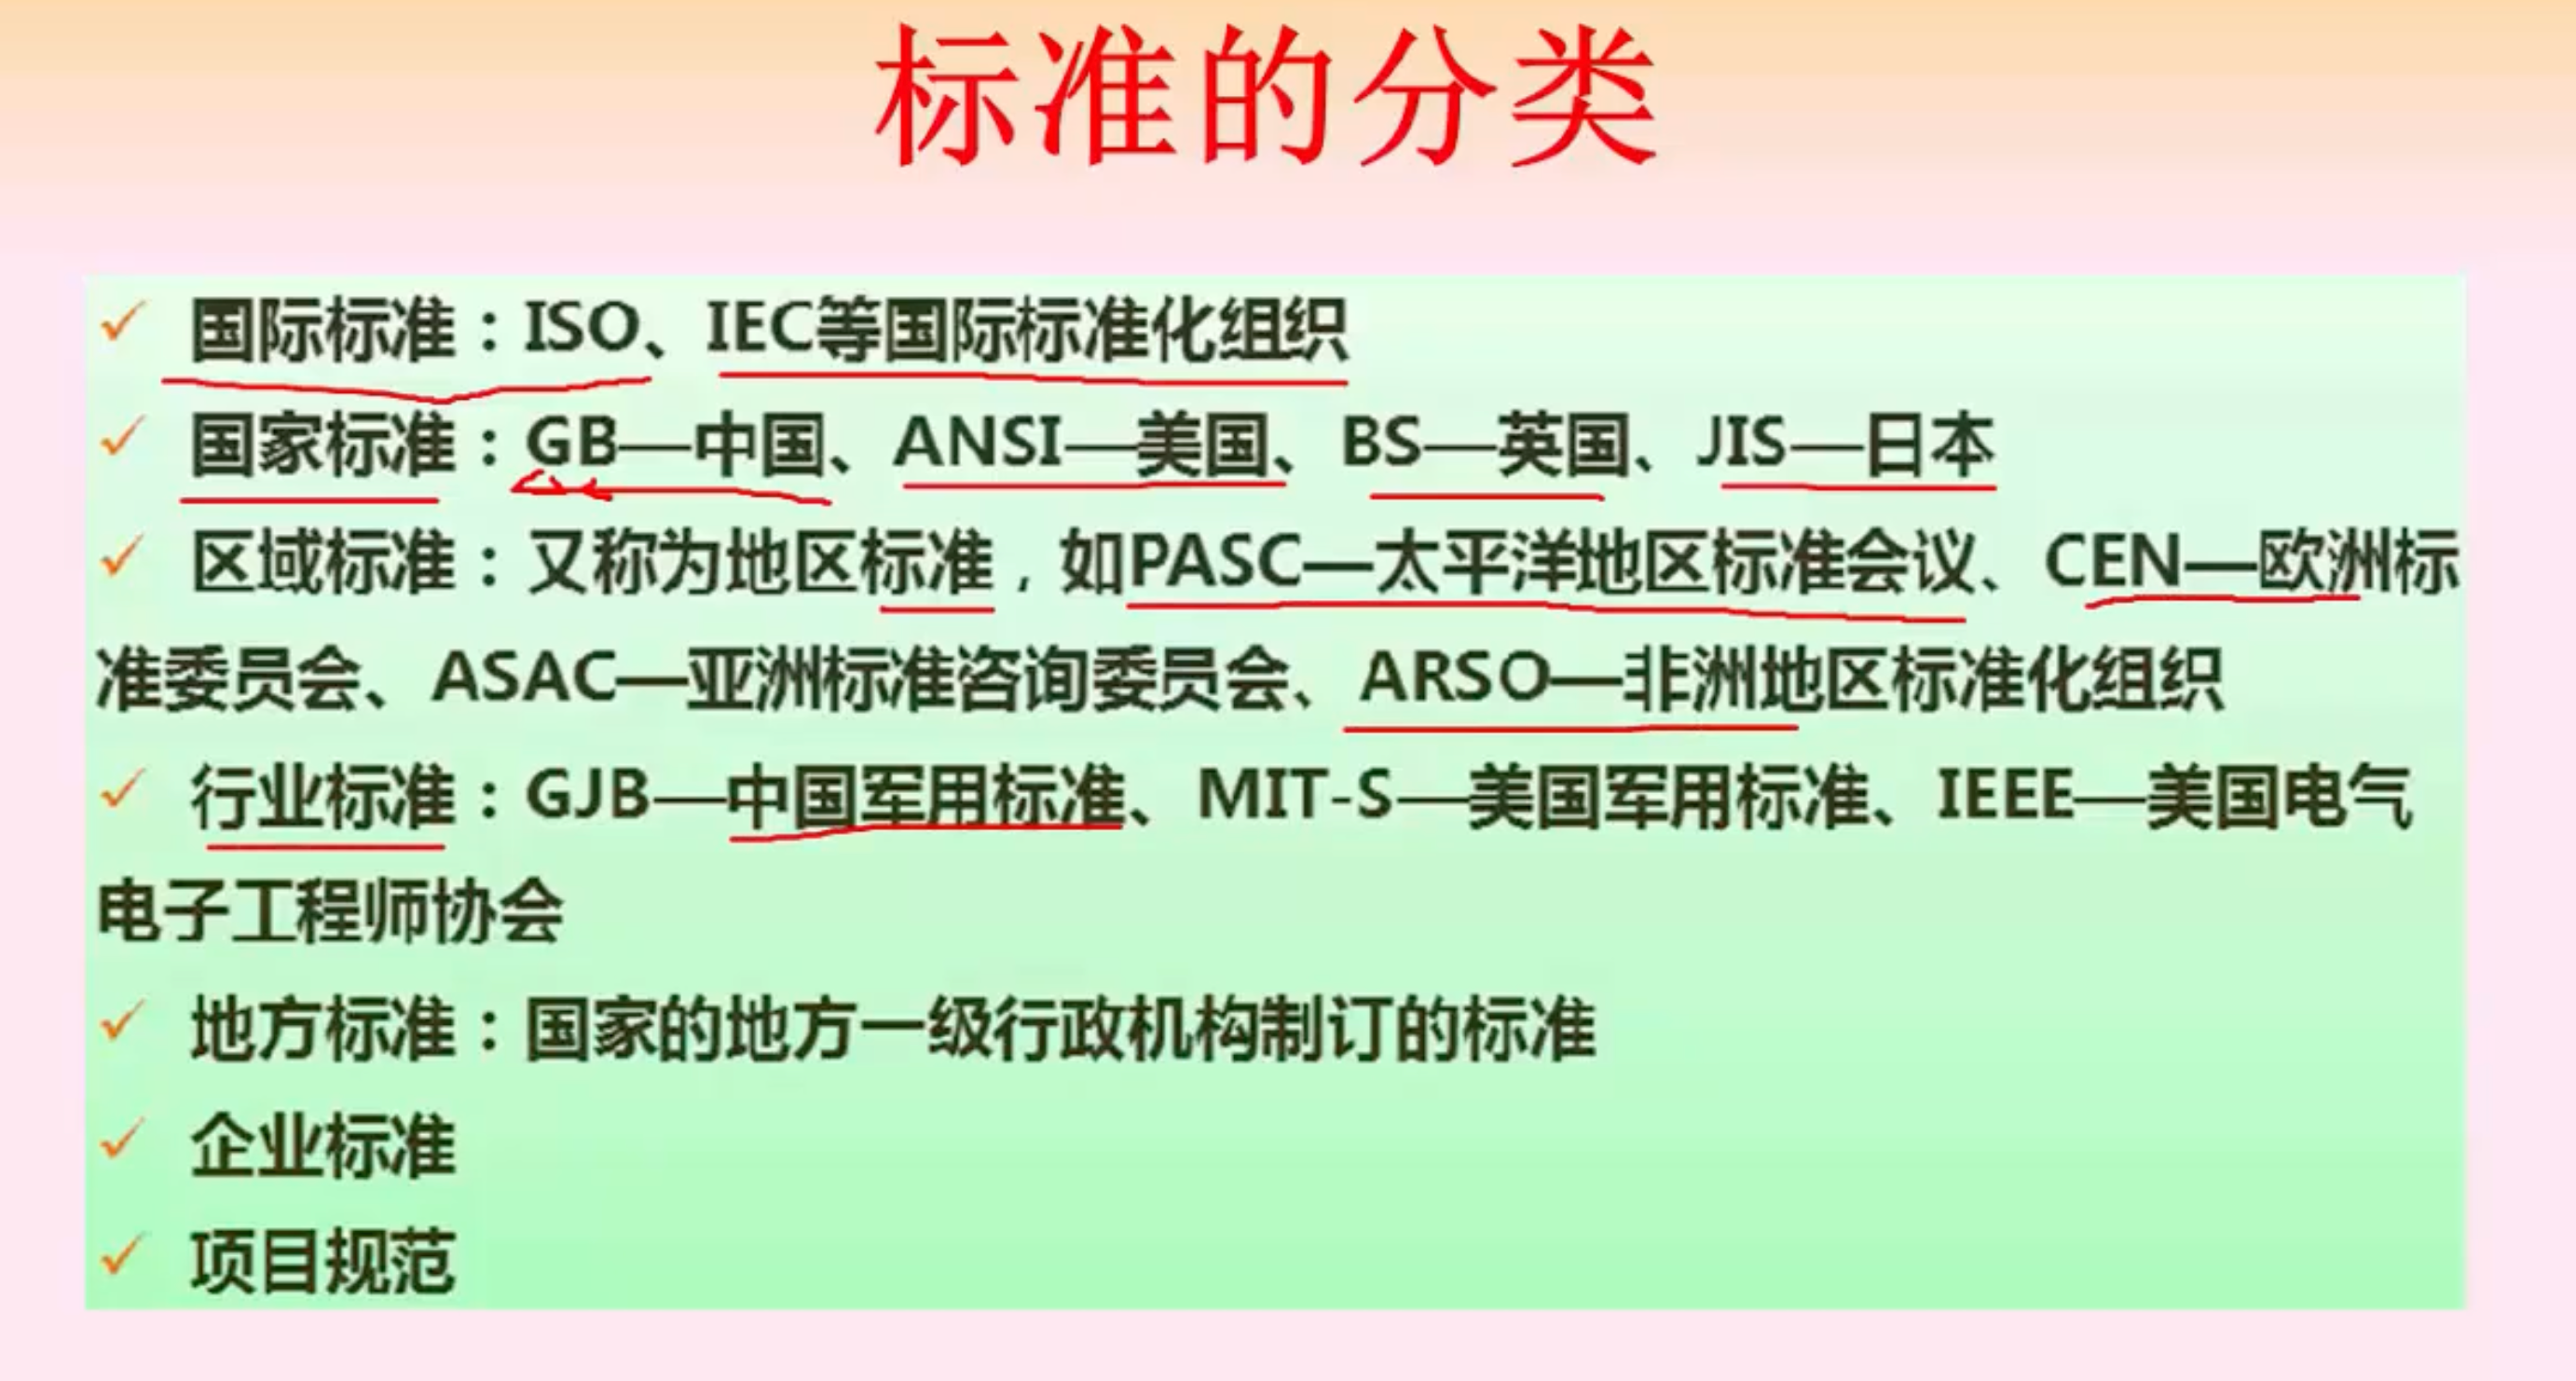 标准的分类
国际标准：ISO、IEC等国际标准化组织
国家标准：GB—中国、ANSI—美国、BS—英国、JIS—日本
区域标准：又称为地区标准，如PASC—太平洋地区标准会议、CEN—欧洲标
准委员会、ASAC—亚洲标准咨询委员会、ARSO—非洲地区标准化组织
行业标准：GJB—中国军用标准、MIT-S—美国军用标准、IEEE—美国电气
电子工程师协会
地方标准：国家的地方一级行政机构制订的标准
企业标准
项目规范